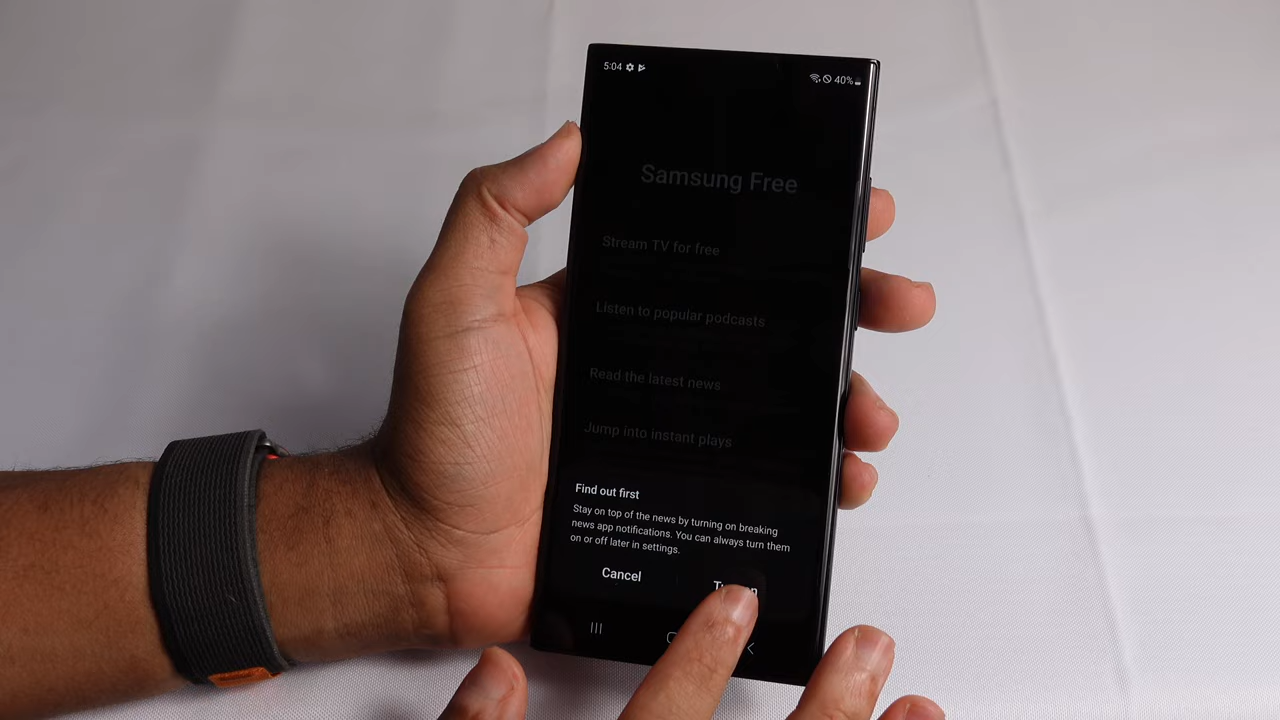 5:04
40%
Samsung Free
Stream TV for free
Listen to popular podcasts
Read the latest news
Jump into instant plays
Find out first
Stay on top of the news by turning on breaking
news app notifications. You can always turn them
on or off later in settings.
Cancel